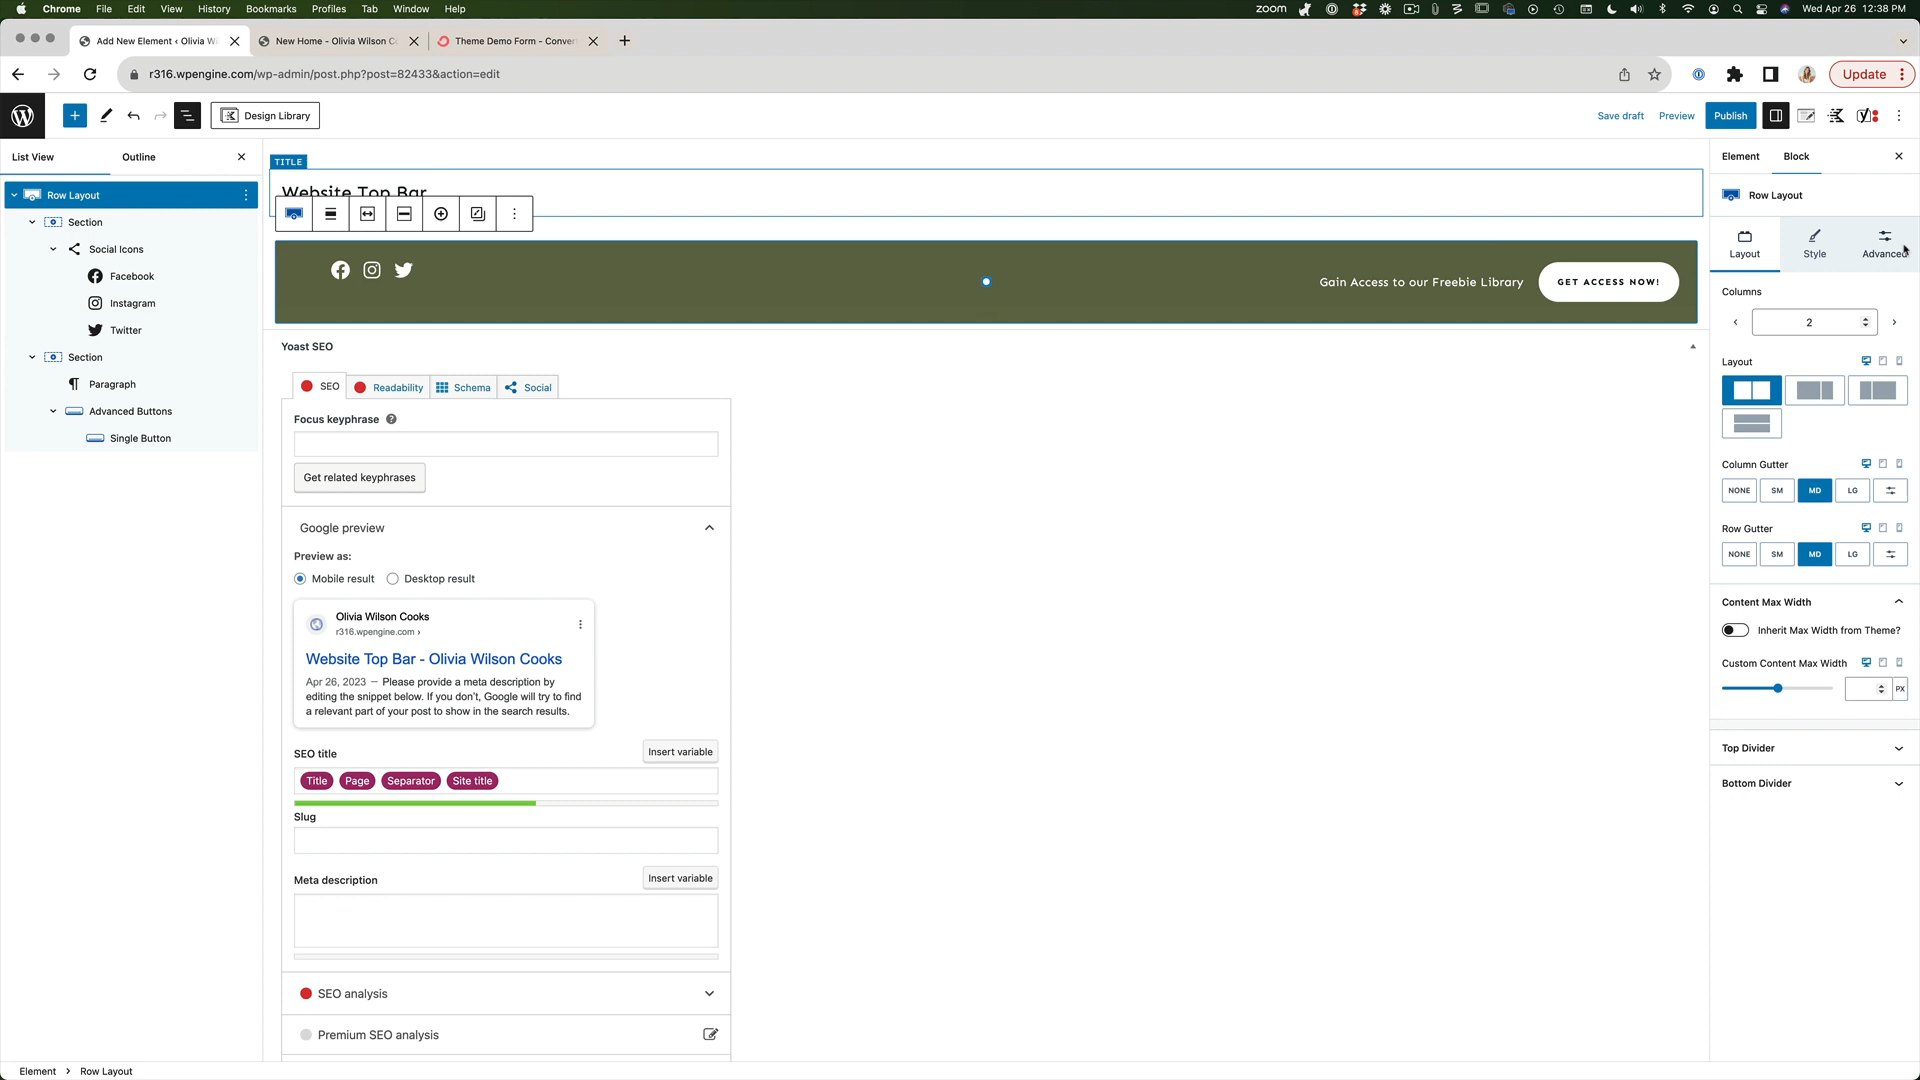 Chrome File Edit View History Bookmarks Profiles Tab Window Help zoom Wed Apr 26 12:38 PM
Add New Element ‹ Olivia Wi New Home - Olivia Wilson Co Theme Demo Form - Conver
r316.wpengine.com/wp-admin/post.php?post=82433&action=edit Update
Design Library Save draft Preview Publish
List View Outline
Row Layout
Section
Social Icons
Facebook
Instagram
Twitter
Section
Paragraph
Advanced Buttons
Single Button
TITLE
Website Top Bar
Gain Access to our Freebie Library GET ACCESS NOW!
Yoast SEO
SEO Readability Schema Social
Focus keyphrase ?
Get related keyphrases
Google preview
Preview as:
Mobile result Desktop result
Olivia Wilson Cooks
r316.wpengine.com ›
Website Top Bar - Olivia Wilson Cooks
Apr 26, 2023 — Please provide a meta description by
editing the snippet below. If you don't, Google will try to find
a relevant part of your post to show in the search results.
SEO title Insert variable
Title Page Separator Site title
Slug
Meta description Insert variable
SEO analysis
Premium SEO analysis
Element Block
Row Layout
Layout Style Advanced
Columns
2
Layout
Column Gutter
NONE SM MD LG
Row Gutter
NONE SM MD LG
Content Max Width
Inherit Max Width from Theme?
Custom Content Max Width
PX
Top Divider
Bottom Divider
Element › Row Layout